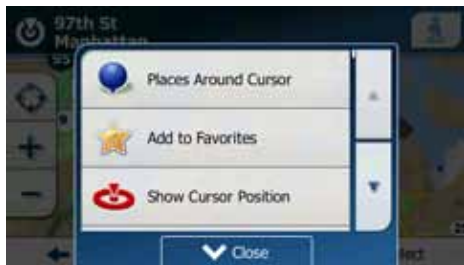 97th St
Manhattan
Places Around Cursor
Add to Favorites
Show Cursor Position
Close